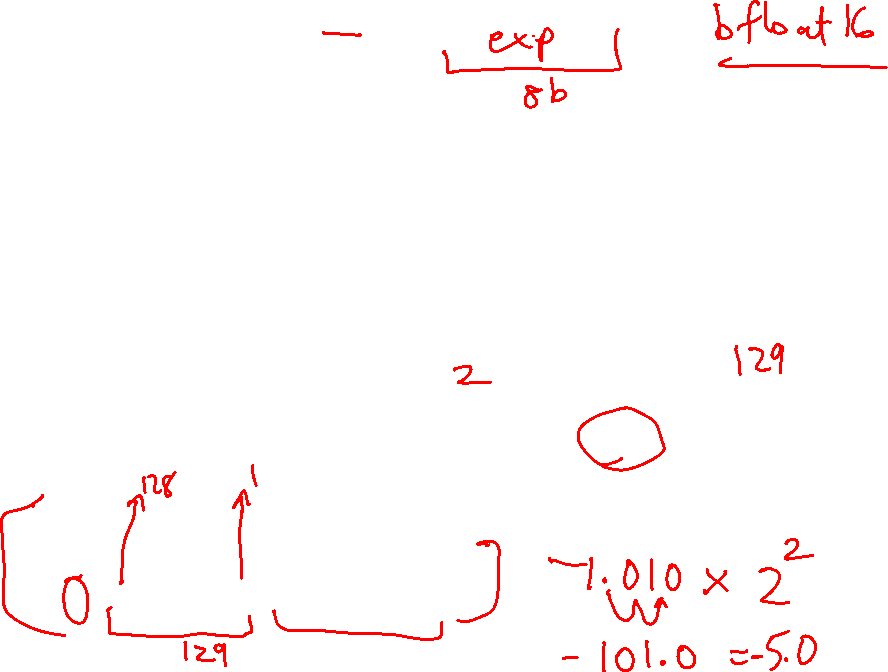 — exp bfloat16
8b
129
2
128 1
0 -1.010 × 2²
129
-101.0 = -5.0